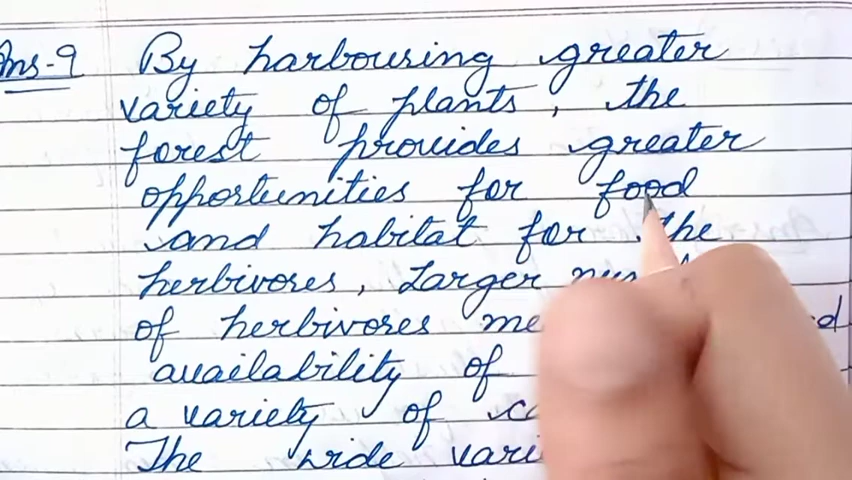 Ans-9 By harbouring greater
variety of plants, the
forest provides greater
opportunities for food
and habitat for the
herbivores, Larger
of herbivores
availability of
a variety of
The wide